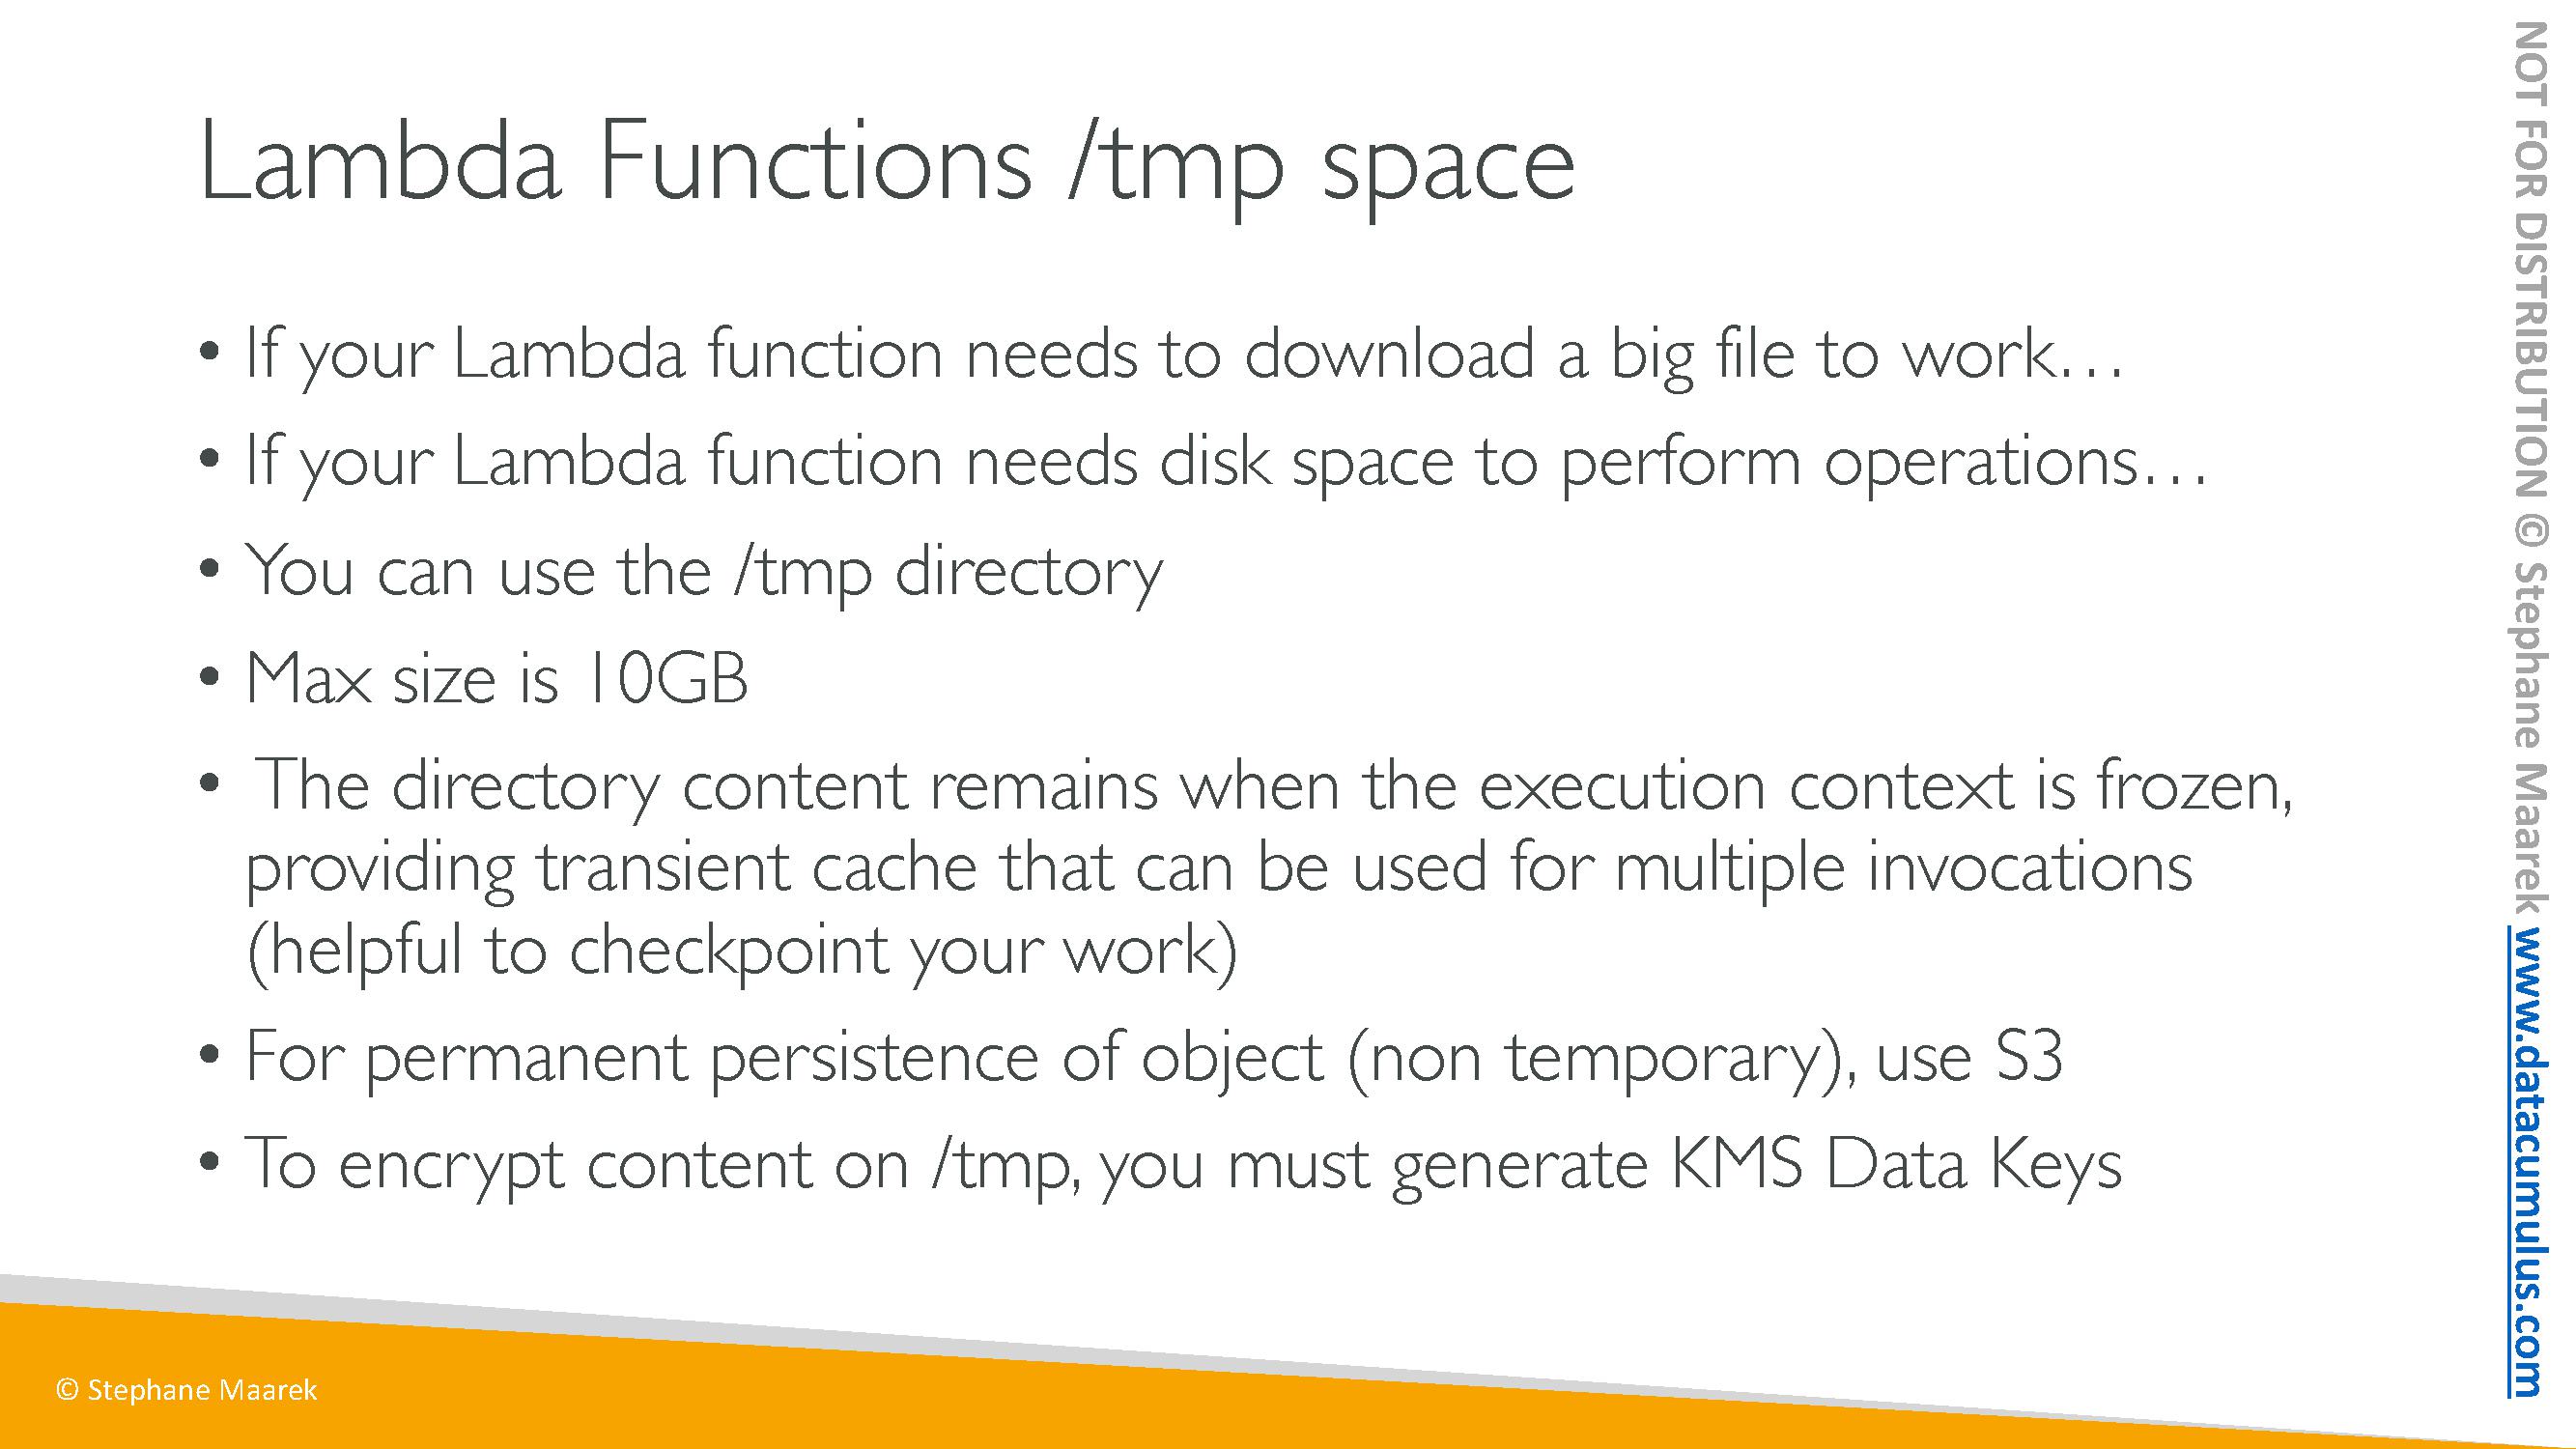 Lambda Functions /tmp space
• If your Lambda function needs to download a big file to work…
• If your Lambda function needs disk space to perform operations…
• You can use the /tmp directory
• Max size is 10GB
• The directory content remains when the execution context is frozen,
providing transient cache that can be used for multiple invocations
(helpful to checkpoint your work)
• For permanent persistence of object (non temporary), use S3
• To encrypt content on /tmp, you must generate KMS Data Keys
© Stephane Maarek
NOT FOR DISTRIBUTION © Stephane Maarek www.datacumulus.com